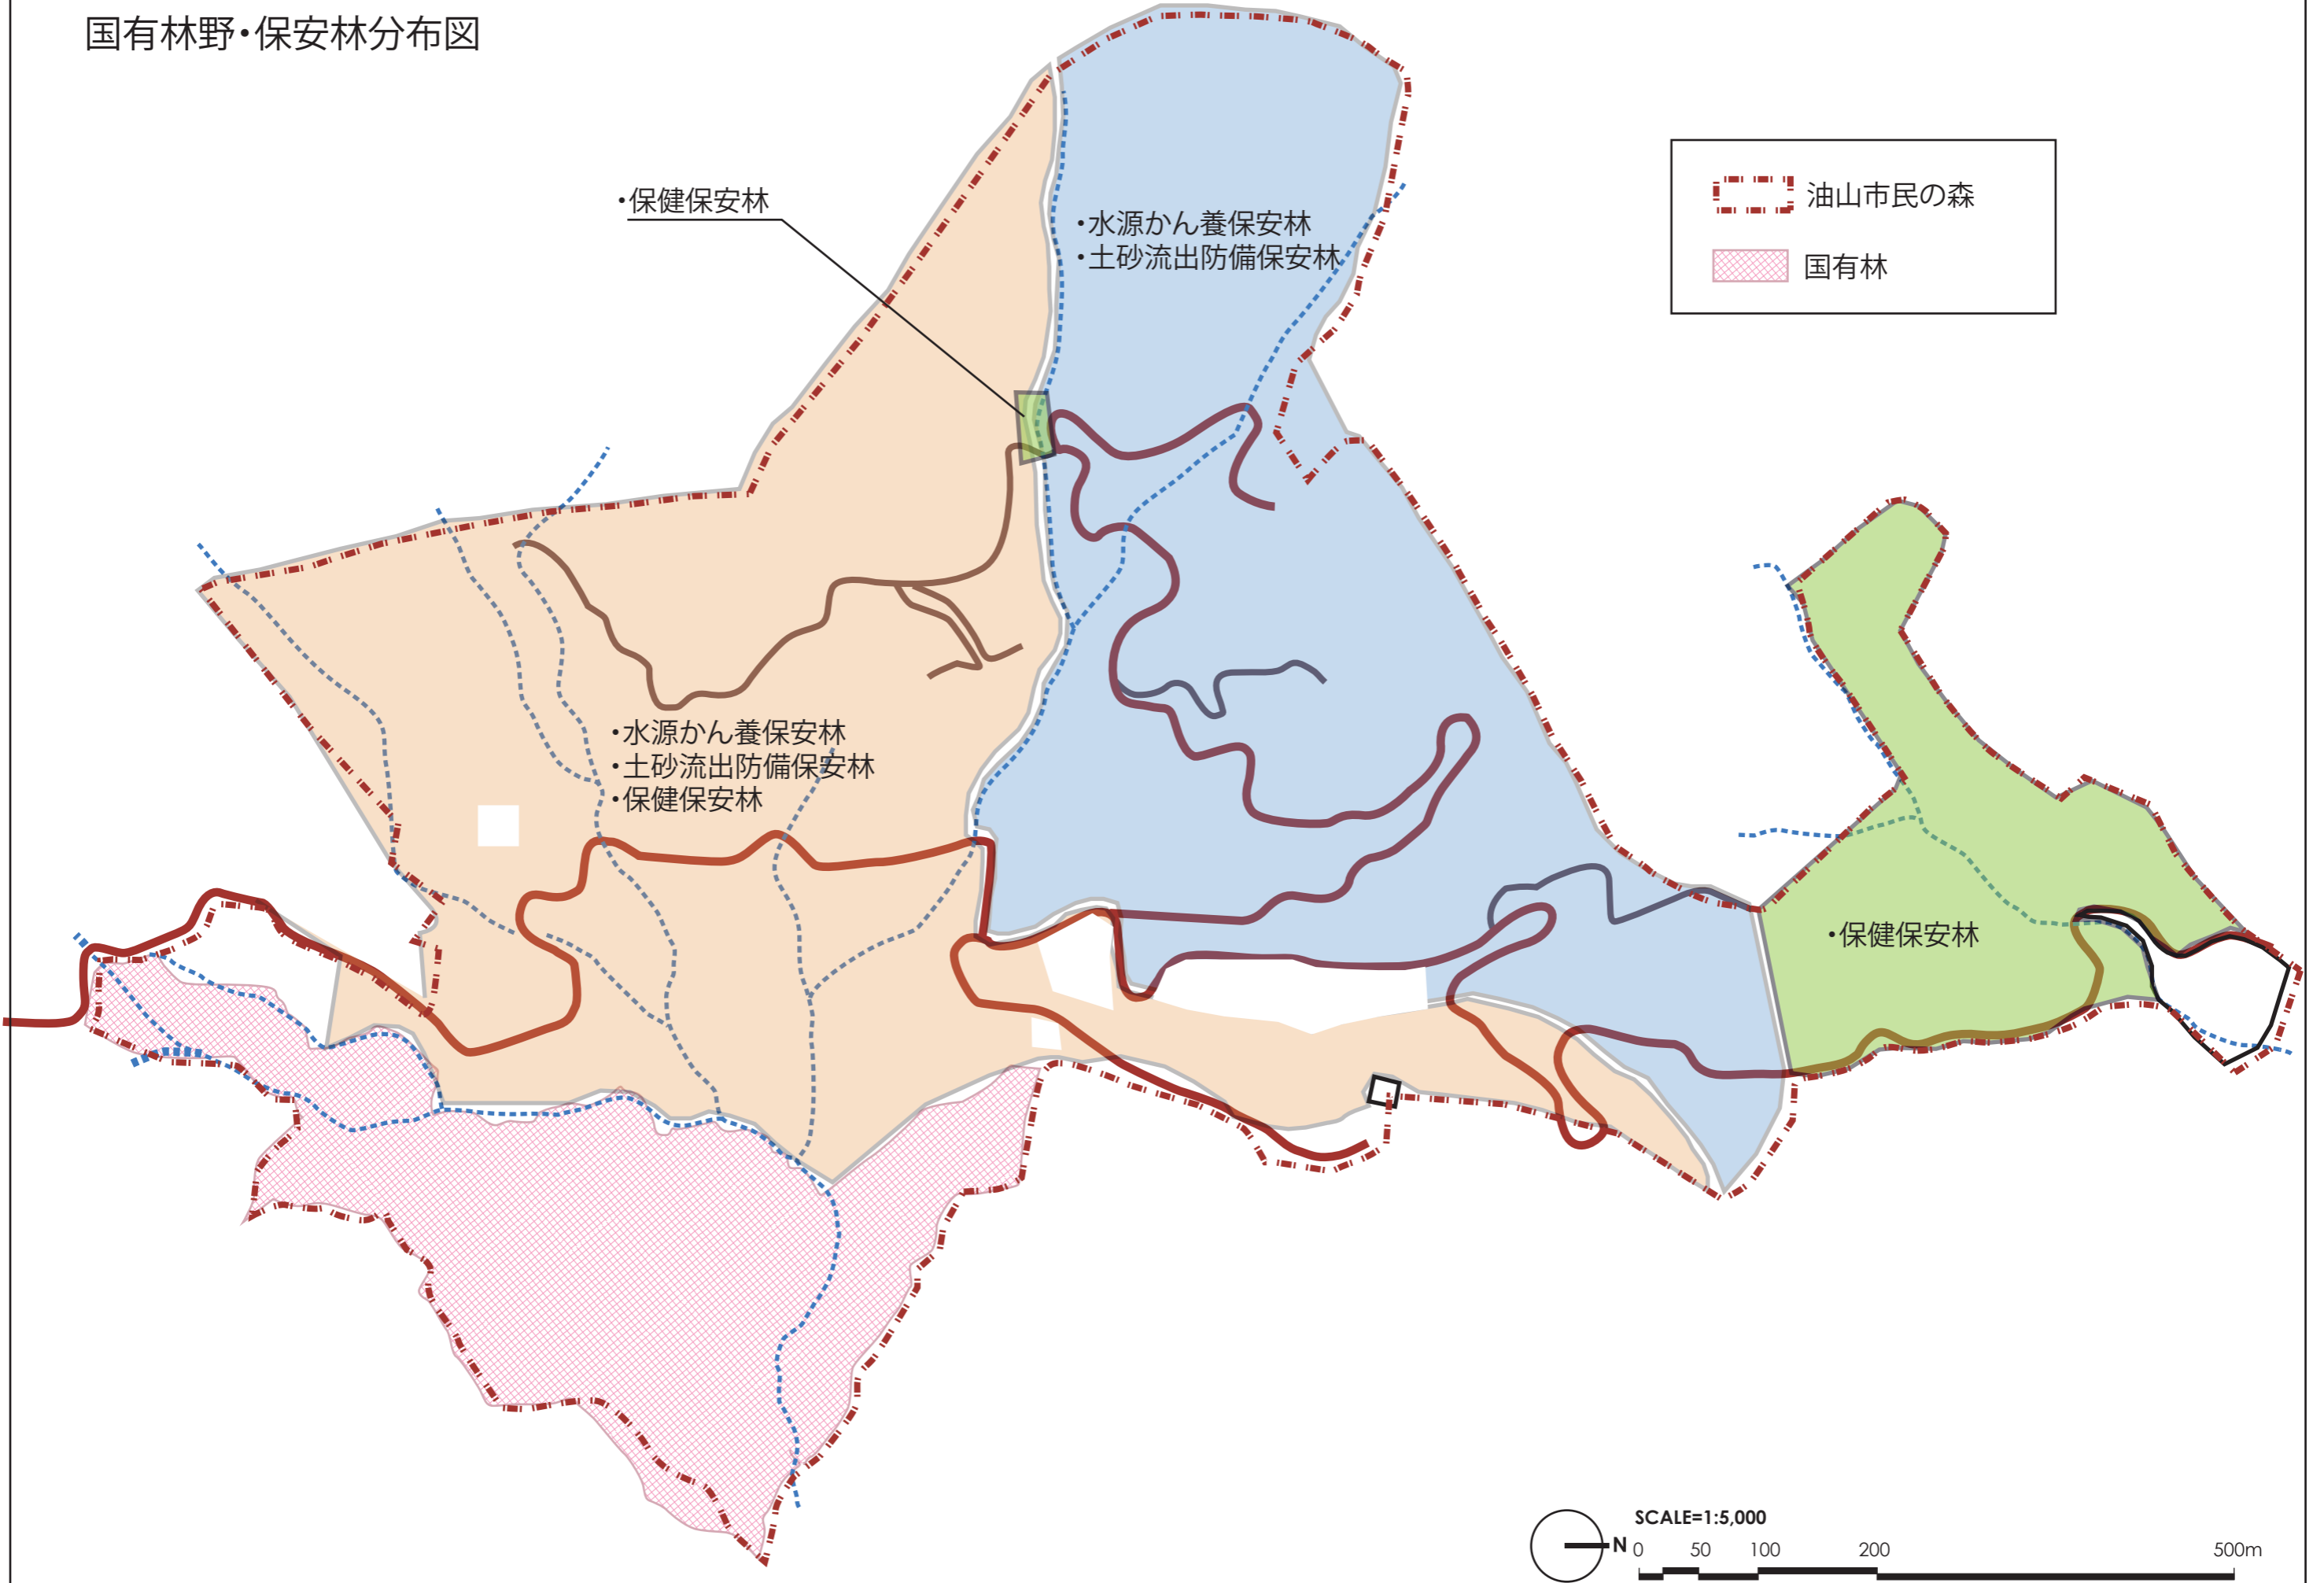 国有林野・保安林分布図
・保健保安林
・水源かん養保安林
・土砂流出防備保安林
油山市民の森
国有林
・水源かん養保安林
・土砂流出防備保安林
・保健保安林
・保健保安林
SCALE=1:5,000
N 0 50 100 200 500m